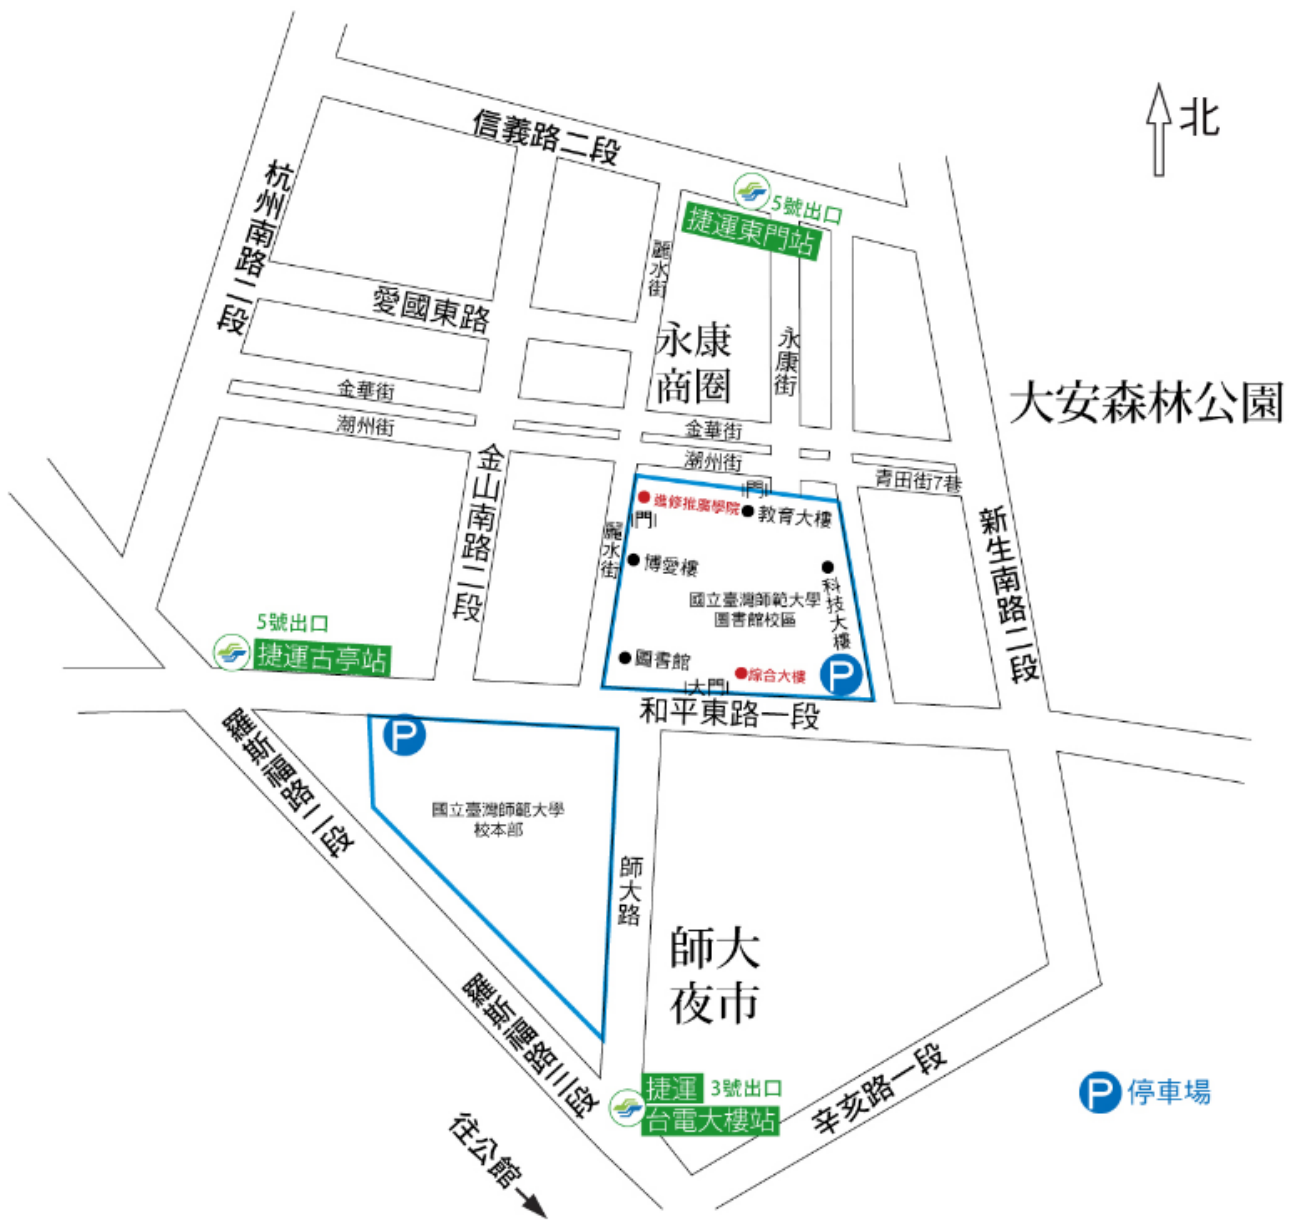 北
信義路二段
杭州南路二段
5號出口
捷運東門站
麗水街
愛國東路
永康
商圈
永康街
大安森林公園
金華街
潮州街
金華街
潮州街
青田街7巷
金山南路二段
麗水街
新生南路二段
進修推廣學院
門
門
教育大樓
博愛樓
科技大樓
國立臺灣師範大學
圖書館校區
圖書館
綜合大樓
P
大門
5號出口
捷運古亭站
和平東路一段
羅斯福路二段
P
國立臺灣師範大學
校本部
師大路
師大
夜市
羅斯福路三段
捷運 3號出口
台電大樓站
辛亥路一段
P 停車場
往公館